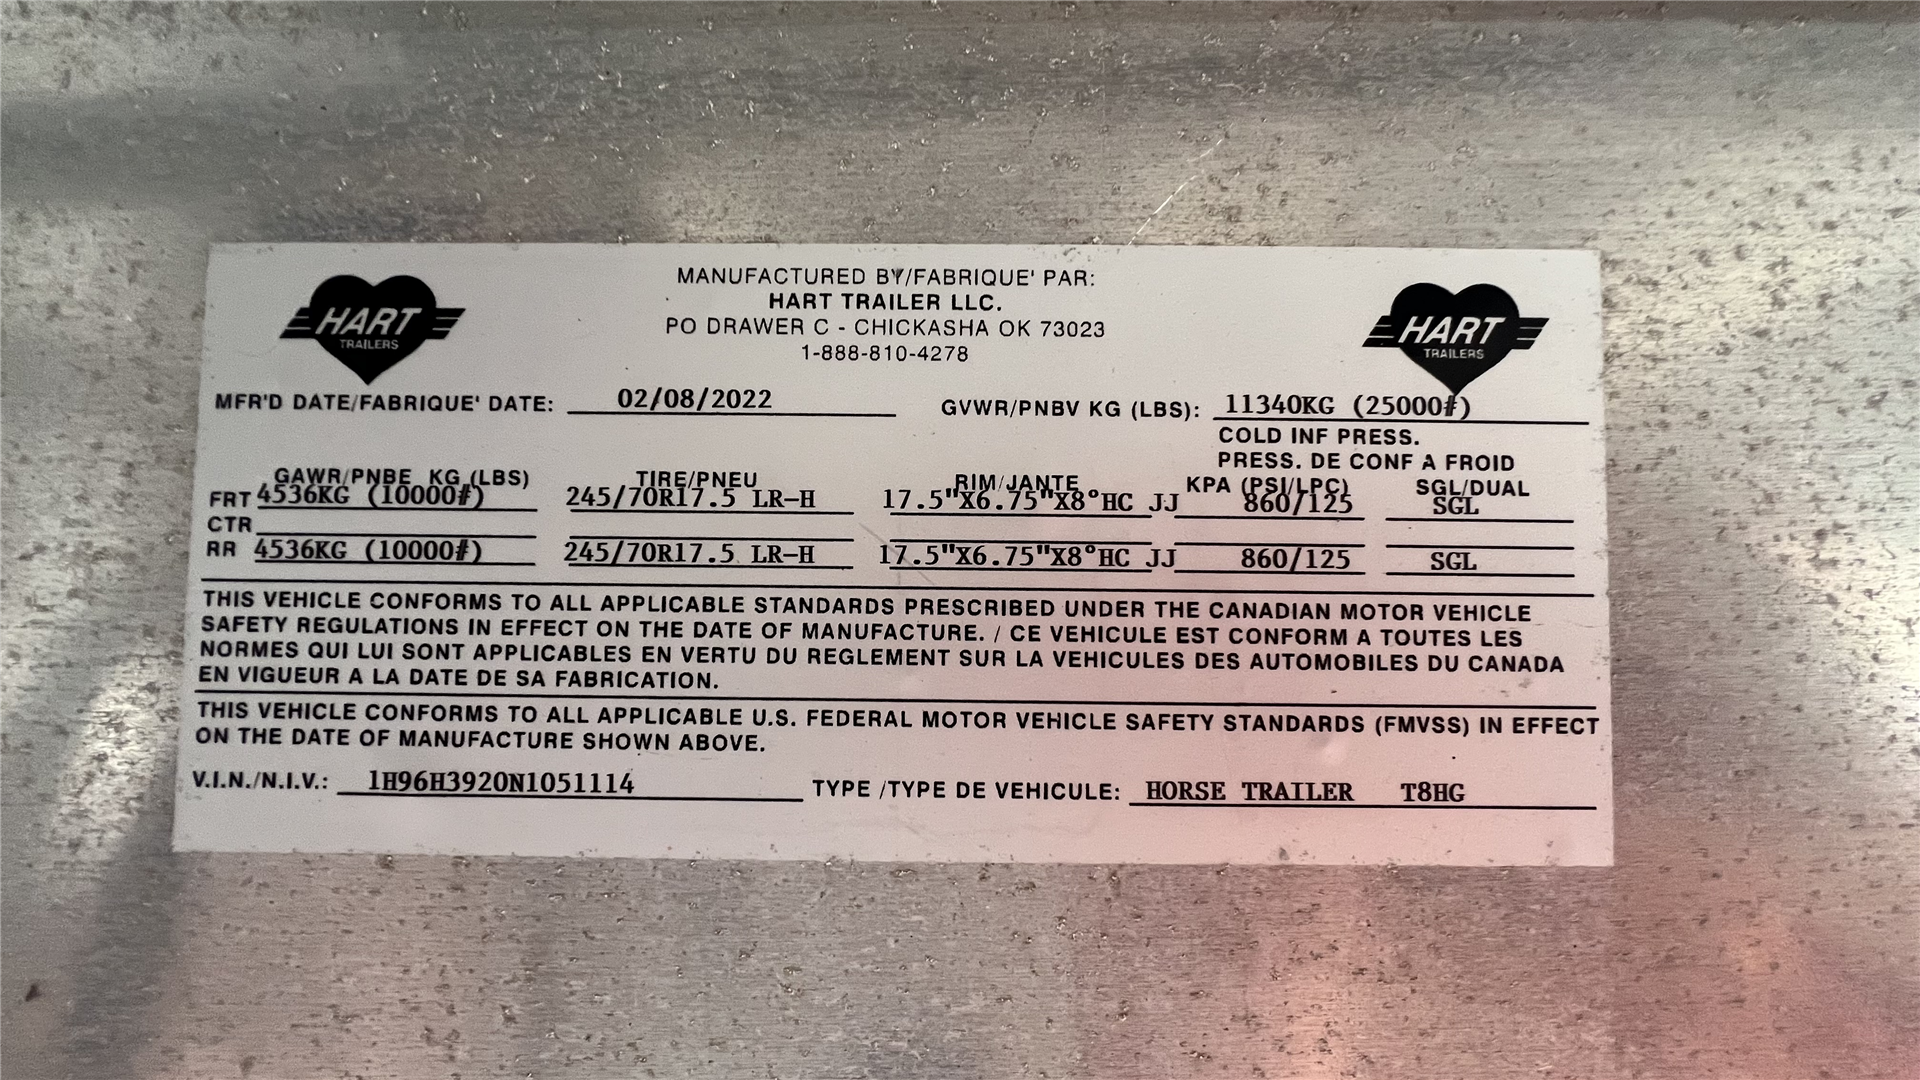 HART
TRAILERS
MANUFACTURED BY/FABRIQUE' PAR:
HART TRAILER LLC.
PO DRAWER C - CHICKASHA OK 73023
1-888-810-4278
HART
TRAILERS
MFR'D DATE/FABRIQUE' DATE: 02/08/2022 GVWR/PNBV KG (LBS): 11340KG (25000#)
COLD INF PRESS.
PRESS. DE CONF A FROID
GAWR/PNBE KG (LBS) TIRE/PNEU RIM/JANTE KPA (PSI/LPC) SGL/DUAL
FRT 4536KG (10000#) 245/70R17.5 LR-H 17.5"X6.75"X8°HC JJ 860/125 SGL
CTR
RR 4536KG (10000#) 245/70R17.5 LR-H 17.5"X6.75"X8°HC JJ 860/125 SGL
THIS VEHICLE CONFORMS TO ALL APPLICABLE STANDARDS PRESCRIBED UNDER THE CANADIAN MOTOR VEHICLE
SAFETY REGULATIONS IN EFFECT ON THE DATE OF MANUFACTURE. / CE VEHICULE EST CONFORM A TOUTES LES
NORMES QUI LUI SONT APPLICABLES EN VERTU DU REGLEMENT SUR LA VEHICULES DES AUTOMOBILES DU CANADA
EN VIGUEUR A LA DATE DE SA FABRICATION.
THIS VEHICLE CONFORMS TO ALL APPLICABLE U.S. FEDERAL MOTOR VEHICLE SAFETY STANDARDS (FMVSS) IN EFFECT
ON THE DATE OF MANUFACTURE SHOWN ABOVE.
V.I.N./N.I.V.: 1H96H3920N1051114 TYPE /TYPE DE VEHICULE: HORSE TRAILER T8HG